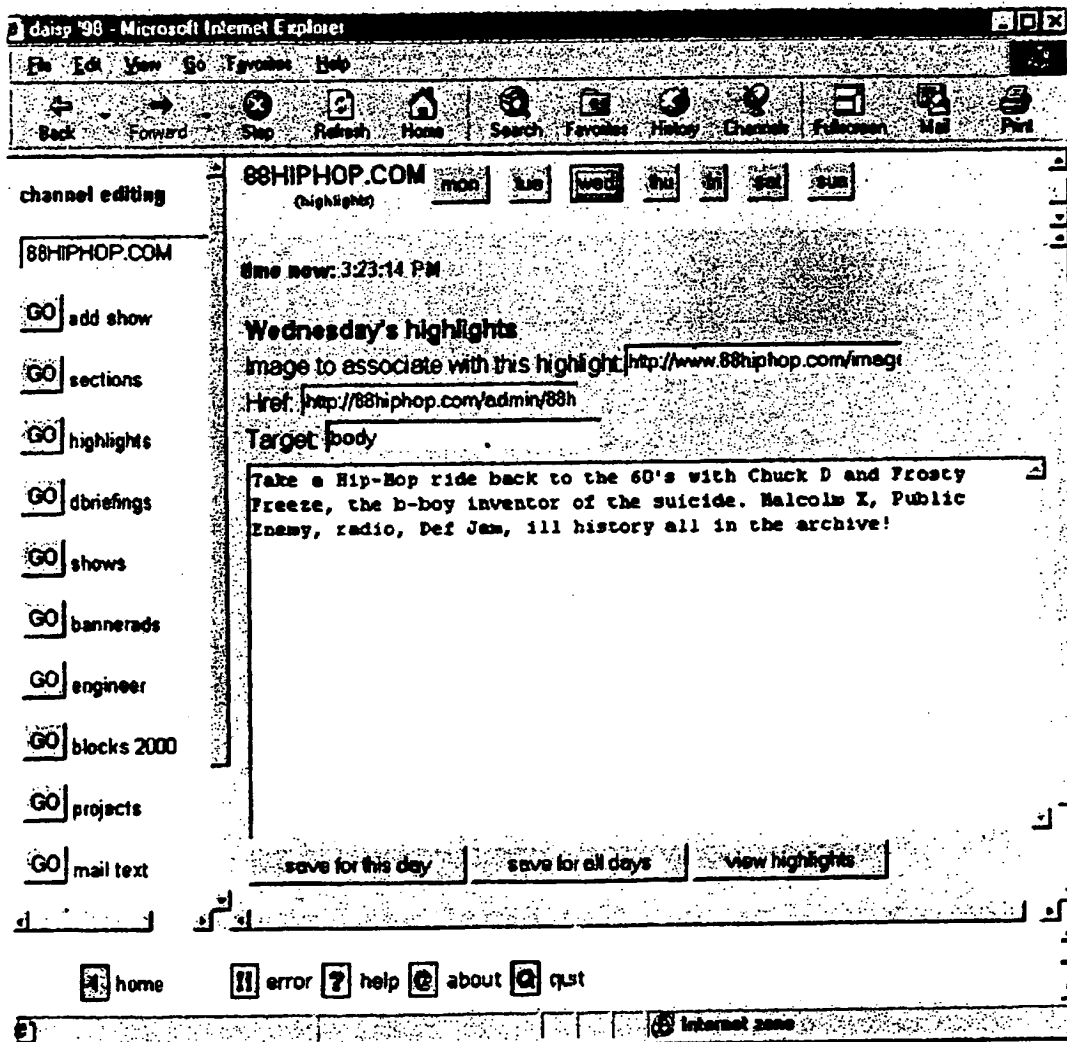 daisy '98 - Microsoft Internet Explorer
File Edit View Go Favorites Help
Back Forward Stop Refresh Home Search Favorites History Channels Fullscreen Mail Print
channel editing
88HIPHOP.COM
GO add show
GO sections
GO highlights
GO dbriefings
GO shows
GO bannerads
GO engineer
GO blocks 2000
GO projects
GO mail text
88HIPHOP.COM mon tue wed thu fri sat sun
(highlights)
time now: 3:23:14 PM
Wednesday's highlights
Image to associate with this highlight: http://www.88hiphop.com/image
Href: http://88hiphop.com/admin/88h
Target: body
Take a Hip-Hop ride back to the 60's with Chuck D and Frosty
Freeze, the b-boy inventor of the suicide. Malcolm X, Public
Enemy, radio, Def Jam, ill history all in the archive!
save for this day save for all days view highlights
home !! error ? help @ about Q quit
Internet zone